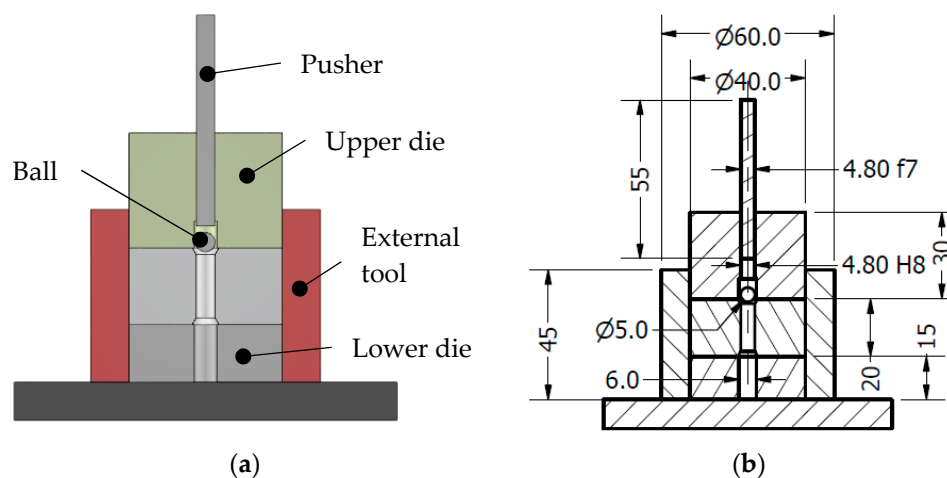 Pusher
Upper die
Ball
External
tool
Lower die
(a)
Ø60.0
Ø40.0
55
4.80 f7
30
4.80 H8
45
Ø5.0
15
6.0
20
(b)